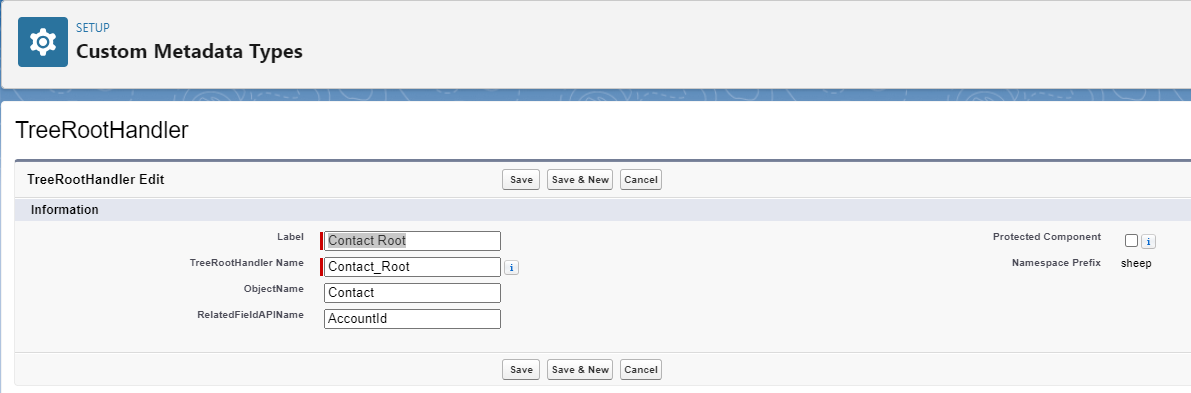 SETUP
Custom Metadata Types
TreeRootHandler
TreeRootHandler Edit
Save
Save & New
Cancel
Information
Label
Contact Root
Protected Component
i
TreeRootHandler Name
Contact_Root
i
Namespace Prefix
sheep
ObjectName
Contact
RelatedFieldAPIName
AccountId
Save
Save & New
Cancel